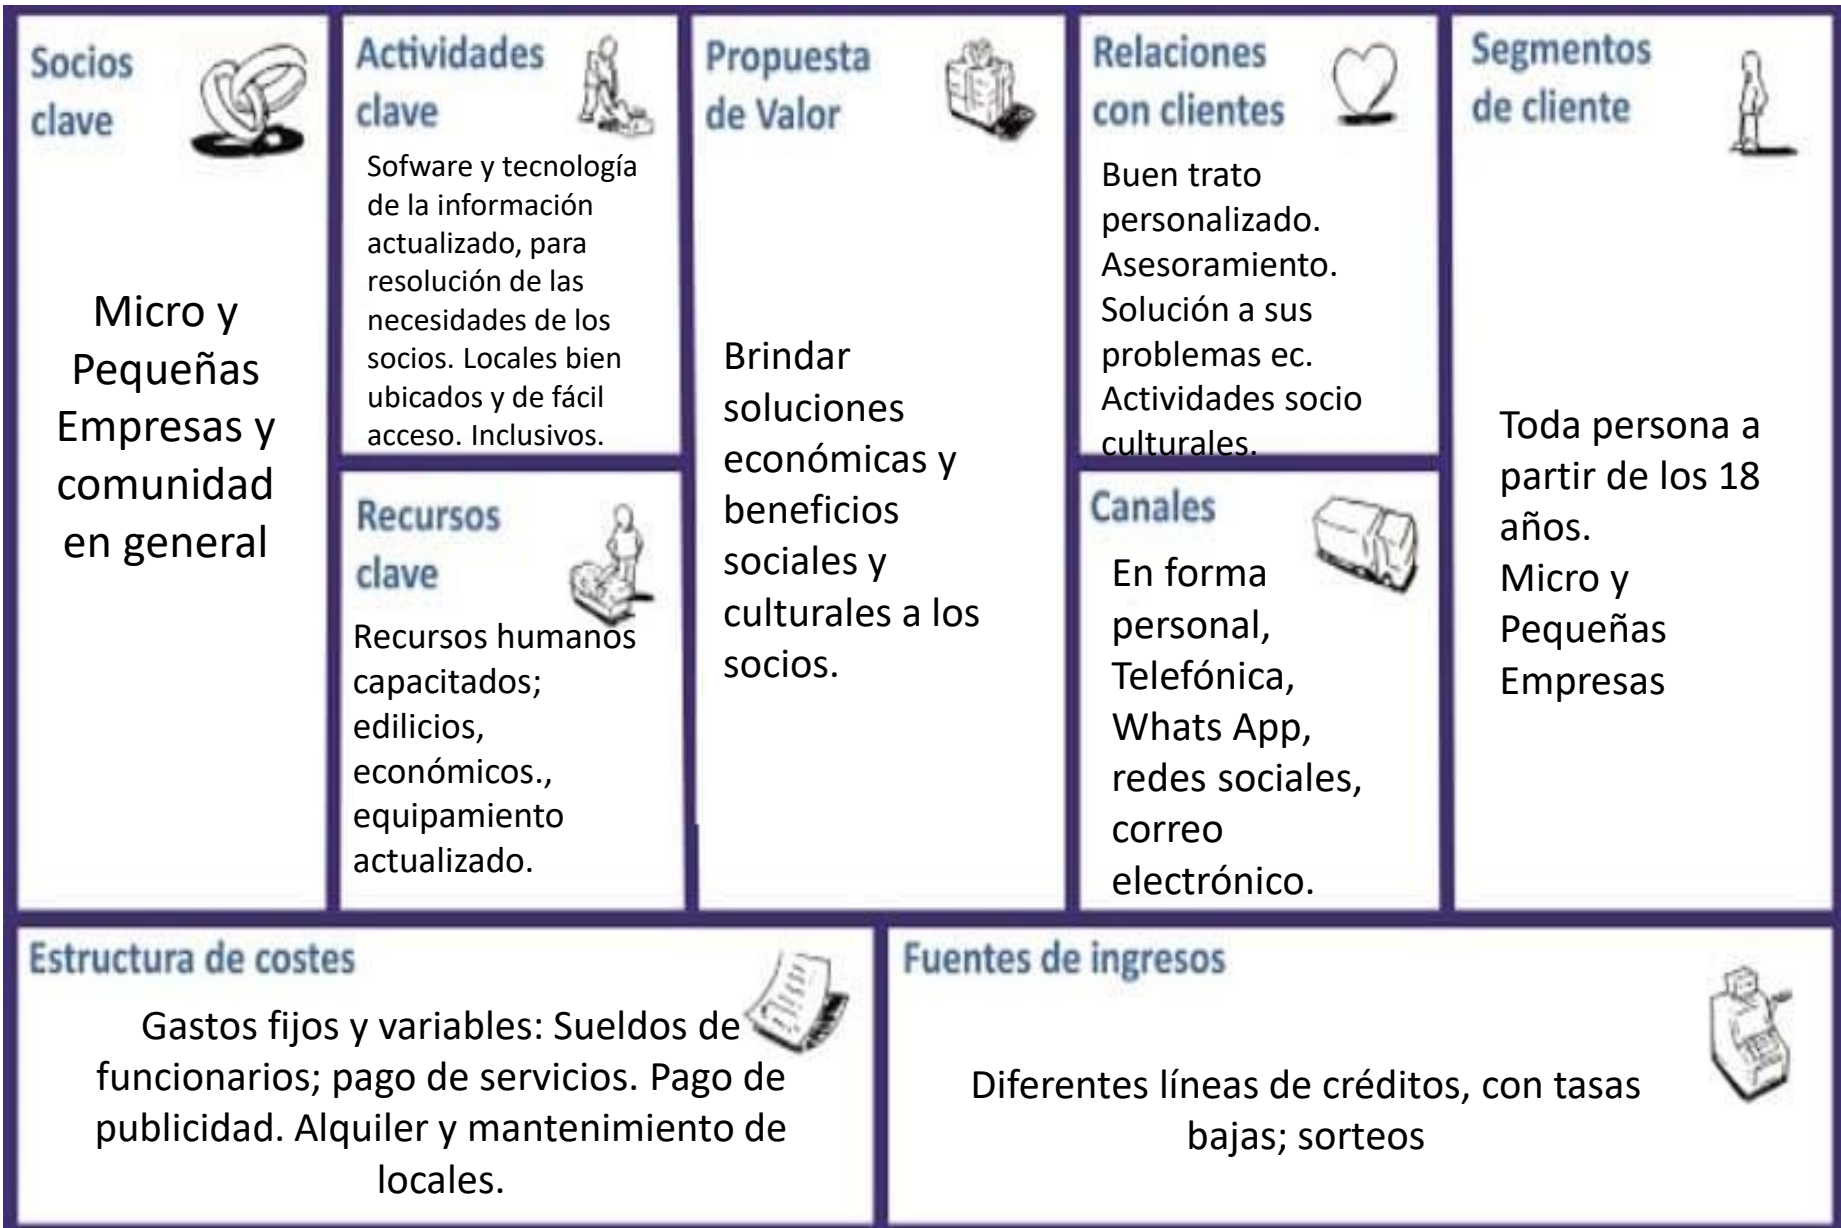 Socios
clave
Micro y
Pequeñas
Empresas y
comunidad
en general
Actividades
clave
Sofware y tecnología
de la información
actualizado, para
resolución de las
necesidades de los
socios. Locales bien
ubicados y de fácil
acceso. Inclusivos.
Recursos
clave
Recursos humanos
capacitados;
edilicios,
económicos.,
equipamiento
actualizado.
Propuesta
de Valor
Brindar
soluciones
económicas y
beneficios
sociales y
culturales a los
socios.
Relaciones
con clientes
Buen trato
personalizado.
Asesoramiento.
Solución a sus
problemas ec.
Actividades socio
culturales.
Canales
En forma
personal,
Telefónica,
Whats App,
redes sociales,
correo
electrónico.
Segmentos
de cliente
Toda persona a
partir de los 18
años.
Micro y
Pequeñas
Empresas
Estructura de costes
Gastos fijos y variables: Sueldos de
funcionarios; pago de servicios. Pago de
publicidad. Alquiler y mantenimiento de
locales.
Fuentes de ingresos
Diferentes líneas de créditos, con tasas
bajas; sorteos